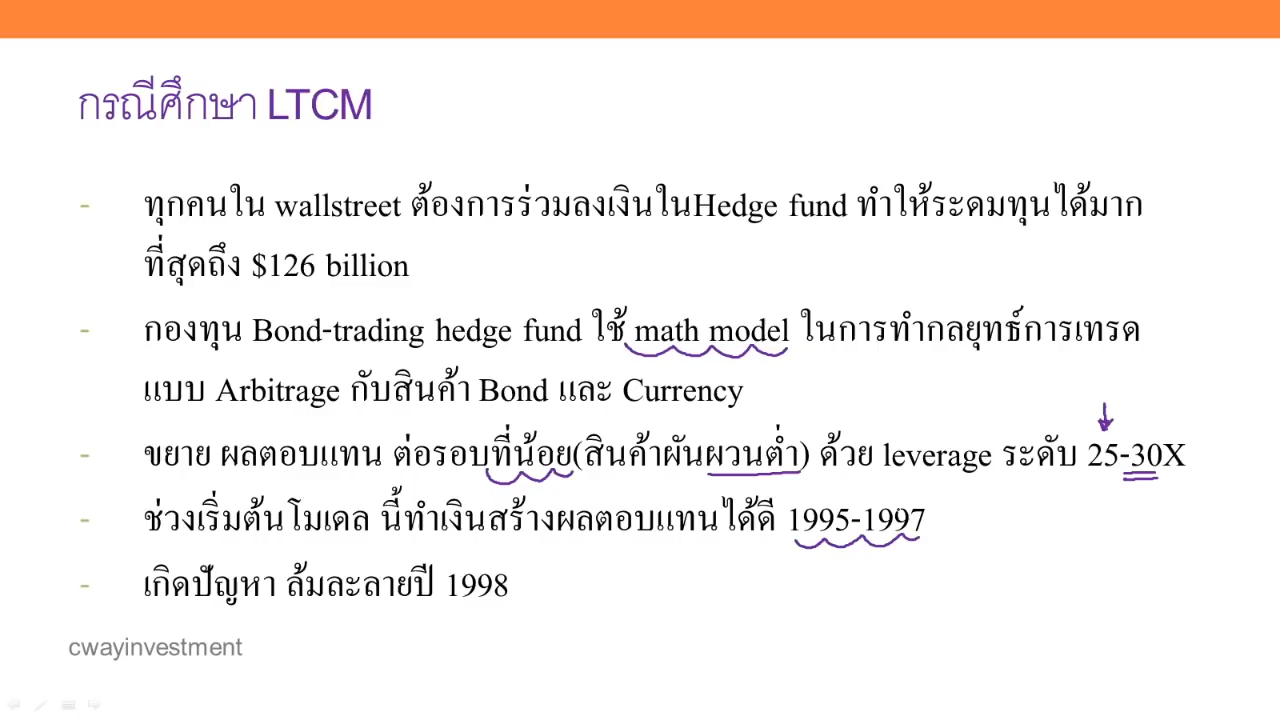 กรณีศึกษา LTCM
- ทุกคนใน wallstreet ต้องการร่วมลงเงินในHedge fund ทำให้ระดมทุนได้มาก
ที่สุดถึง $126 billion
- กองทุน Bond-trading hedge fund ใช้ math model ในการทำกลยุทธ์การเทรด
แบบ Arbitrage กับสินค้า Bond และ Currency
- ขยาย ผลตอบแทน ต่อรอบที่น้อย(สินค้าผันผวนต่ำ) ด้วย leverage ระดับ 25-30X
- ช่วงเริ่มต้นโมเดล นี้ทำเงินสร้างผลตอบแทนได้ดี 1995-1997
- เกิดปัญหา ล้มละลายปี 1998
cwayinvestment